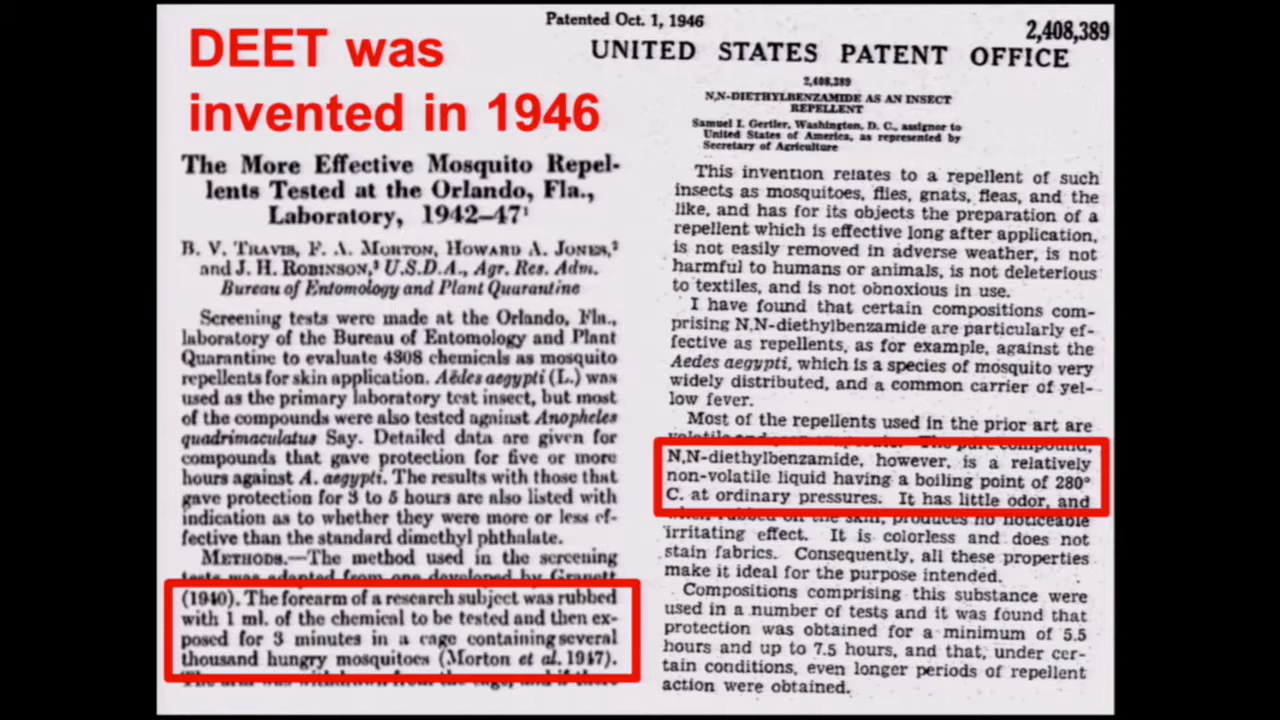 DEET was
invented in 1946
The More Effective Mosquito Repel-
lents Tested at the Orlando, Fla.,
Laboratory, 1942–47¹
B. V. Travis, F. A. Morton, Howard A. Jones,²
and J. H. Robinson,³ U.S.D.A., Agr. Res. Adm.
Bureau of Entomology and Plant Quarantine
Screening tests were made at the Orlando, Fla.,
laboratory of the Bureau of Entomology and Plant
Quarantine to evaluate 4308 chemicals as mosquito
repellents for skin application. Aëdes aegypti (L.) was
used as the primary laboratory test insect, but most
of the compounds were also tested against Anopheles
quadrimaculatus Say. Detailed data are given for
compounds that gave protection for five or more
hours against A. aegypti. The results with those that
gave protection for 3 to 5 hours are also listed with
indication as to whether they were more or less ef-
fective than the standard dimethyl phthalate.
METHODS.—The method used in the screening
tests was adapted from one developed by Granett
(1940). The forearm of a research subject was rubbed
with 1 ml. of the chemical to be tested and then ex-
posed for 3 minutes in a cage containing several
thousand hungry mosquitoes (Morton et al. 1947).
Patented Oct. 1, 1946
2,408,389
UNITED STATES PATENT OFFICE
2,408,389
N,N-DIETHYLBENZAMIDE AS AN INSECT
REPELLENT
Samuel I. Gertler, Washington, D. C., assignor to
United States of America, as represented by
Secretary of Agriculture
This invention relates to a repellent of such
insects as mosquitoes, flies, gnats, fleas, and the
like, and has for its objects the preparation of a
repellent which is effective long after application,
is not easily removed in adverse weather, is not
harmful to humans or animals, is not deleterious
to textiles, and is not obnoxious in use.
I have found that certain compositions com-
prising N,N-diethylbenzamide are particularly ef-
fective as repellents, as for example, against the
Aedes aegypti, which is a species of mosquito very
widely distributed, and a common carrier of yel-
low fever.
Most of the repellents used in the prior art are
The pure compound,
N,N-diethylbenzamide, however, is a relatively
non-volatile liquid having a boiling point of 280°
C. at ordinary pressures. It has little odor, and
when rubbed on the skin, produces no noticeable
irritating effect. It is colorless and does not
stain fabrics. Consequently, all these properties
make it ideal for the purpose intended.
Compositions comprising this substance were
used in a number of tests and it was found that
protection was obtained for a minimum of 5.5
hours and up to 7.5 hours, and that, under cer-
tain conditions, even longer periods of repellent
action were obtained.